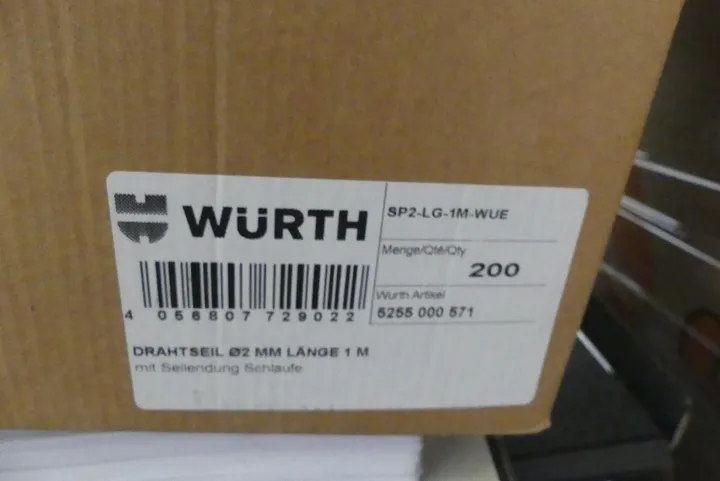 WÜRTH
SP2-LG-1M-WUE
Menge/Qté/Qty
200
Wurth Artikel
5255 000 571
4 056807 729022
DRAHTSEIL Ø2 MM LÄNGE 1 M
mit Seilendung Schlaufe